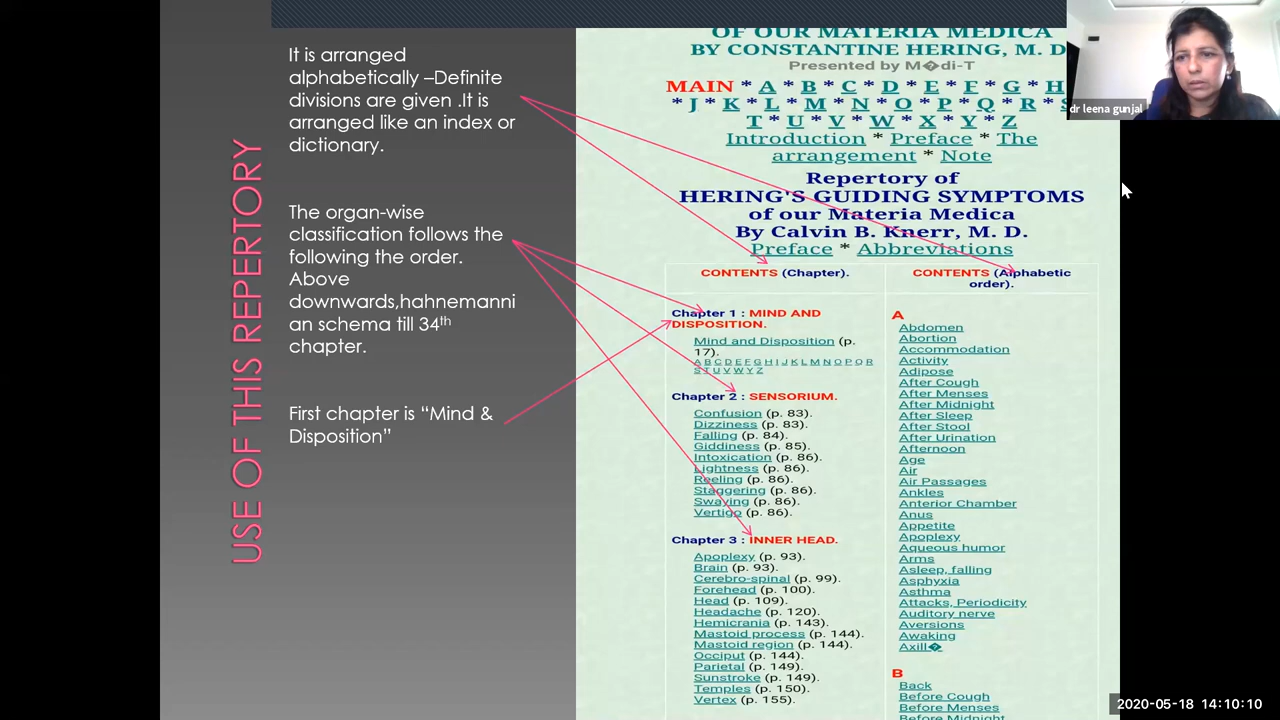 USE OF THIS REPERTORY
It is arranged
alphabetically –Definite
divisions are given .It is
arranged like an index or
dictionary.
The organ-wise
classification follows the
following the order.
Above
downwards,hahnemanni
an schema till 34th
chapter.
First chapter is “Mind &
Disposition”
OF OUR MATERIA MEDICA
BY CONSTANTINE HERING, M. D
Presented by M�di-T
MAIN * A * B * C * D * E * F * G * H
* J * K * L * M * N * O * P * Q * R * S
T * U * V * W * X * Y * Z
Introduction * Preface * The
arrangement * Note
Repertory of
HERING'S GUIDING SYMPTOMS
of our Materia Medica
By Calvin B. Knerr, M. D.
Preface * Abbreviations
CONTENTS (Chapter).
Chapter 1 : MIND AND
DISPOSITION.
Mind and Disposition (p.
17).
A B C D E F G H I J K L M N O P Q R
S T U V W Y Z
Chapter 2 : SENSORIUM.
Confusion (p. 83).
Dizziness (p. 83).
Falling (p. 84).
Giddiness (p. 85).
Intoxication (p. 86).
Lightness (p. 86).
Reeling (p. 86).
Staggering (p. 86).
Swaying (p. 86).
Vertigo (p. 86).
Chapter 3 : INNER HEAD.
Apoplexy (p. 93).
Brain (p. 93).
Cerebro-spinal (p. 99).
Forehead (p. 100).
Head (p. 109).
Headache (p. 120).
Hemicrania (p. 143).
Mastoid process (p. 144).
Mastoid region (p. 144).
Occiput (p. 144).
Parietal (p. 149).
Sunstroke (p. 149).
Temples (p. 150).
Vertex (p. 155).
CONTENTS (Alphabetic
order).
A
Abdomen
Abortion
Accommodation
Activity
Adipose
After Cough
After Menses
After Midnight
After Sleep
After Stool
After Urination
Afternoon
Age
Air
Air Passages
Ankles
Anterior Chamber
Anus
Appetite
Apoplexy
Aqueous humor
Arms
Asleep, falling
Asphyxia
Asthma
Attacks, Periodicity
Auditory nerve
Aversions
Awaking
Axill�
B
Back
Before Cough
Before Menses
Before Midnight
dr leena gunjal
2020-05-18 14:10:10